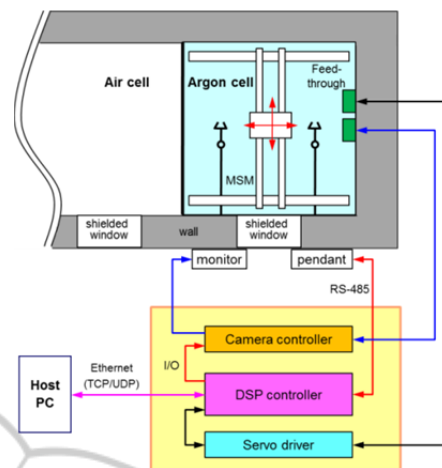 Air cell
Argon cell
Feed-
through
MSM
shielded
window
wall
shielded
window
monitor
pendant
RS-485
Camera controller
I/O
Ethernet
(TCP/UDP)
Host
PC
DSP controller
Servo driver